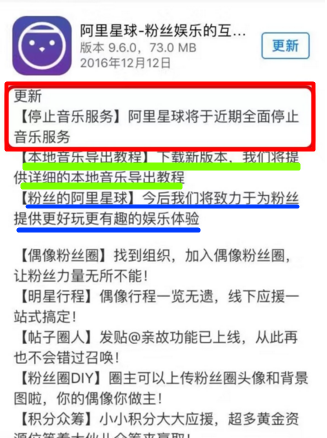 阿里星球-粉丝娱乐的互...
版本 9.6.0，73.0 MB
2016年12月12日
更新
更新
【停止音乐服务】阿里星球将于近期全面停止
音乐服务
【本地音乐导出教程】下载新版本，我们将提
供详细的本地音乐导出教程
【粉丝的阿里星球】今后我们将致力于为粉丝
提供更好玩更有趣的娱乐体验
【偶像粉丝圈】找到组织，加入偶像粉丝圈，
让粉丝力量无所不能！
【明星行程】偶像行程一览无遗，线下应援一
站式搞定！
【帖子圈人】发贴@亲故功能已上线，从此再
也不会错过召唤！
【粉丝圈DIY】圈主可以上传粉丝圈头像和背景
图啦，你的偶像你做主！
【积分众筹】小小积分大大应援，超多黄金资